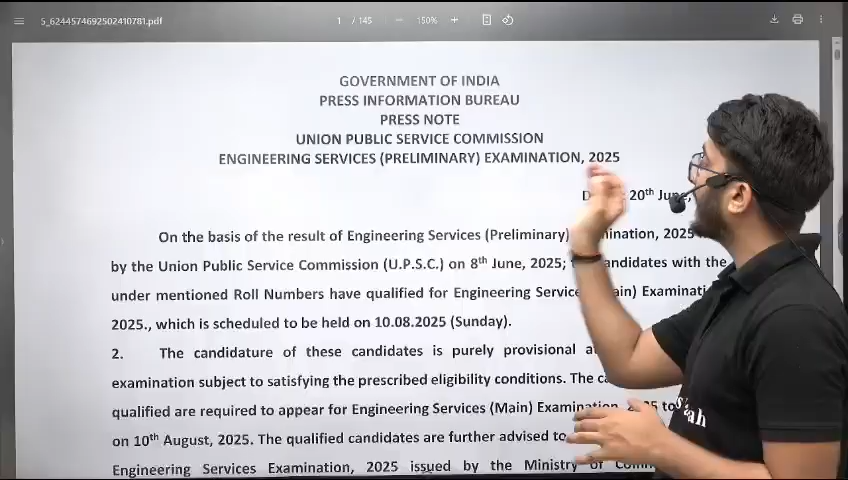 5_6244574692502410781.pdf
1 / 145
150%
GOVERNMENT OF INDIA
PRESS INFORMATION BUREAU
PRESS NOTE
UNION PUBLIC SERVICE COMMISSION
ENGINEERING SERVICES (PRELIMINARY) EXAMINATION, 2025
20th June,
On the basis of the result of Engineering Services (Preliminary) 2025
by the Union Public Service Commission (U.P.S.C.) on 8th June, 2025; candidates with the
under mentioned Roll Numbers have qualified for Engineering
2025., which is scheduled to be held on 10.08.2025 (Sunday).
2. The candidature of these candidates is purely provisional
examination subject to satisfying the prescribed eligibility conditions. The
qualified are required to appear for Engineering Services (Main) Examination, 2025 to
on 10th August, 2025. The qualified candidates are further advised to
Engineering Services Examination, 2025 issued by the Ministry of